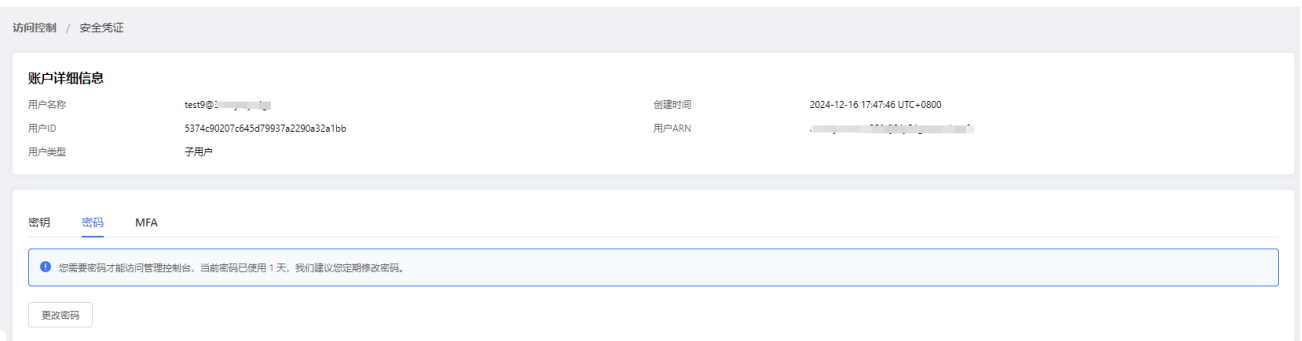 访问控制 / 安全凭证
账户详细信息
用户名称 test9@ 创建时间 2024-12-16 17:47:46 UTC+0800
用户ID 5374c90207c645d79937a2290a32a1bb 用户ARN
用户类型 子用户
密钥 密码 MFA
您需要密码才能访问管理控制台，当前密码已使用 1 天，我们建议您定期修改密码。
更改密码